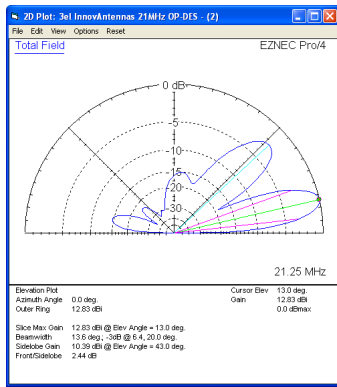 2D Plot: 3el InnovAntennas 21MHz OP-DES - (2)
File Edit View Options Reset
Total Field
EZNEC Pro/4
0 dB
-5
-10
-15
-20
-30
21.25 MHz
Elevation Plot
Azimuth Angle 0.0 deg.
Outer Ring 12.83 dBi
Cursor Elev 13.0 deg.
Gain 12.83 dBi
0.0 dBmax
Slice Max Gain 12.83 dBi @ Elev Angle = 13.0 deg.
Beamwidth 13.6 deg.; -3dB @ 6.4, 20.0 deg.
Sidelobe Gain 10.39 dBi @ Elev Angle = 43.0 deg.
Front/Sidelobe 2.44 dB